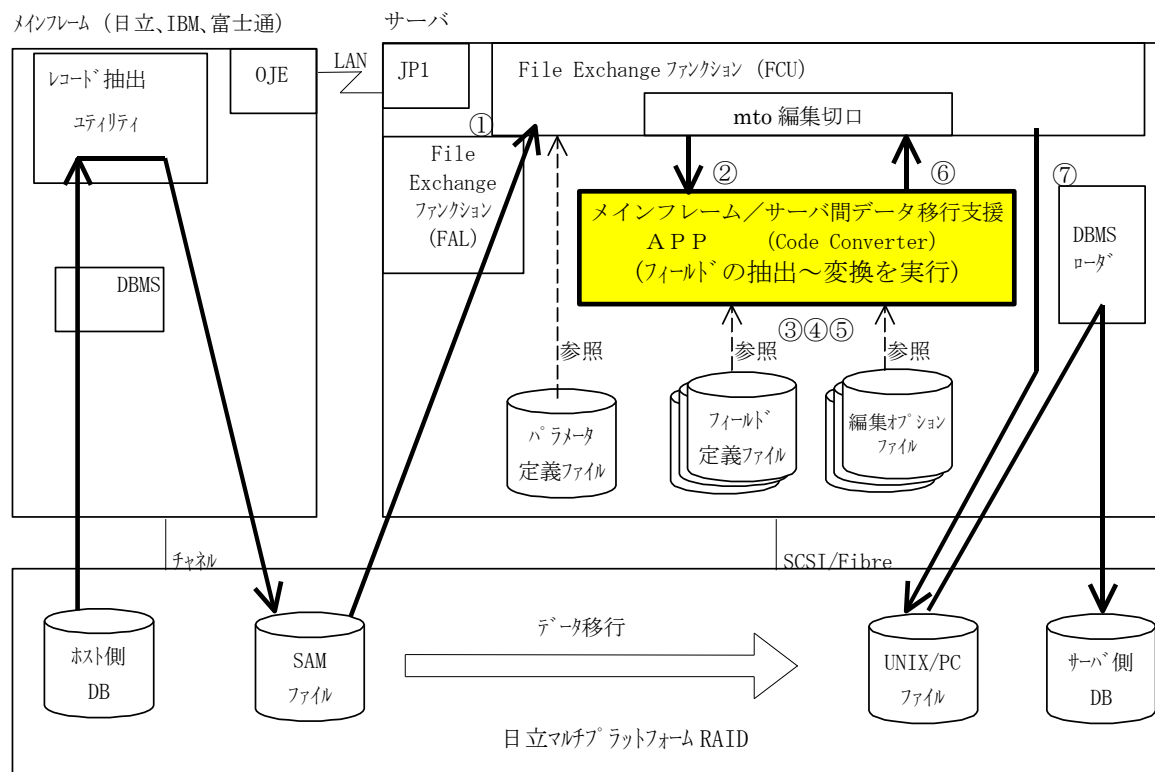 メインフレーム（日立、IBM、富士通）
サーバ
レコード抽出
ユティリティ
OJE
LAN
JP1
File Exchange ファンクション (FCU)
mto 編集切口
①
File
Exchange
ファンクション
(FAL)
②
⑥
⑦
メインフレーム／サーバ間データ移行支援
ＡＰＰ (Code Converter)
(フィールドの抽出～変換を実行)
DBMS
ローダ
DBMS
③④⑤
参照
参照
参照
パラメータ
定義ファイル
フィールド
定義ファイル
編集オプション
ファイル
チャネル
SCSI/Fibre
ホスト側
DB
SAM
ファイル
データ移行
UNIX/PC
ファイル
サーバ側
DB
日立マルチプラットフォーム RAID